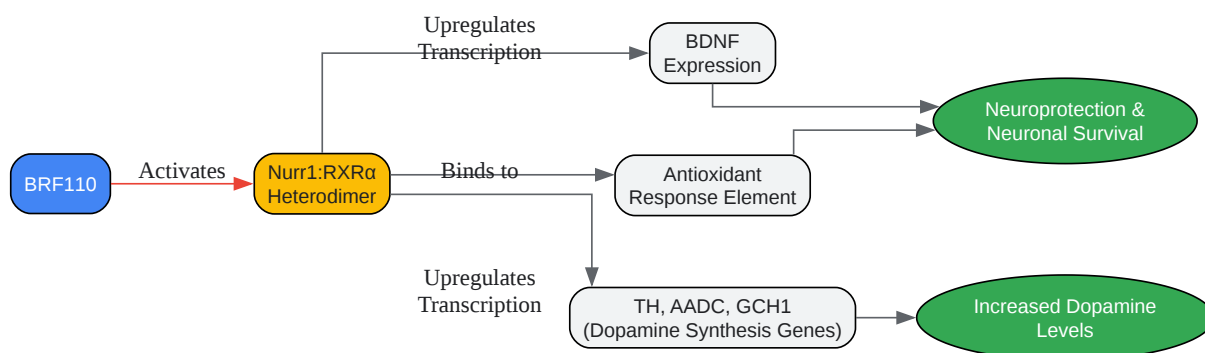 Upregulates
Transcription
BDNF
Expression
Neuroprotection &
Neuronal Survival
BRF110
Activates
Nurr1:RXRα
Heterodimer
Binds to
Antioxidant
Response Element
Upregulates
Transcription
TH, AADC, GCH1
(Dopamine Synthesis Genes)
Increased Dopamine
Levels